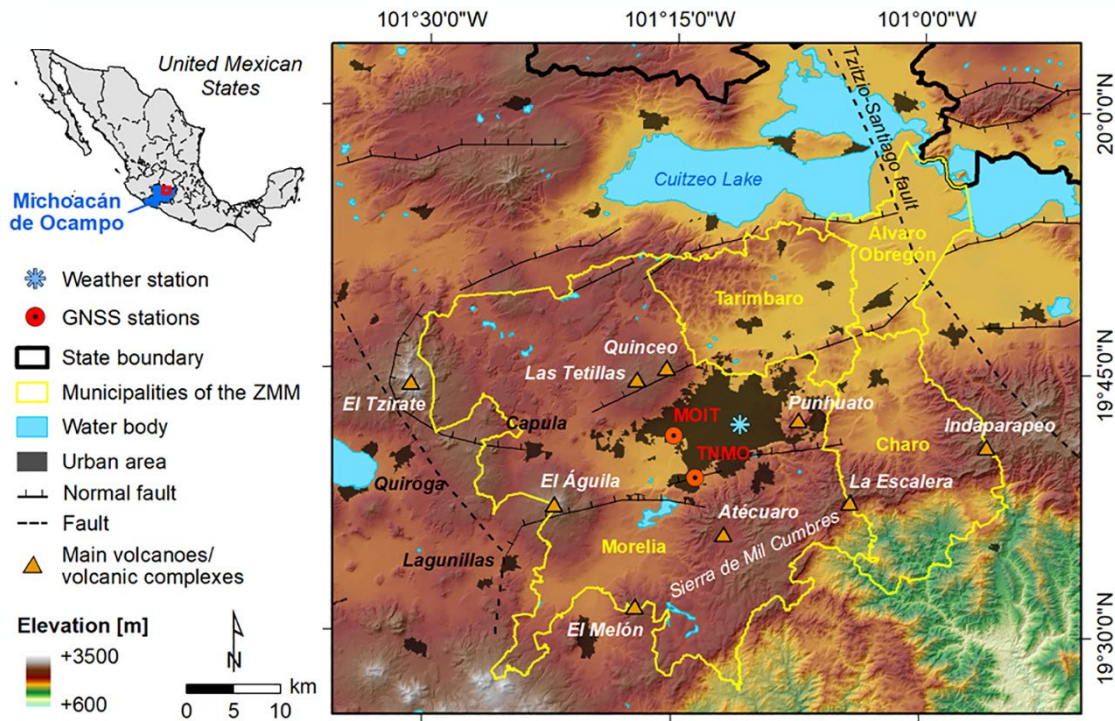 101°30'0"W
101°15'0"W
101°0'0"W
United Mexican
States
Michoacán
de Ocampo
Weather station
GNSS stations
State boundary
Municipalities of the ZMM
Water body
Urban area
Normal fault
Fault
Main volcanoes/
volcanic complexes
Elevation [m]
+3500
+600
N
km
0
5
10
Tzitzio-Santiago fault
20°0'0"N
Cuitzeo Lake
Álvaro
Obregón
Tarímbaro
Quinceo
Las Tetillas
19°45'0"N
El Tzirate
MOIT
Punhuato
Capula
TNMO
Charo
Indaparapeo
Quiroga
El Águila
La Escalera
Atécuaro
Lagunillas
Morelia
Sierra de Mil Cumbres
El Melón
19°30'0"N